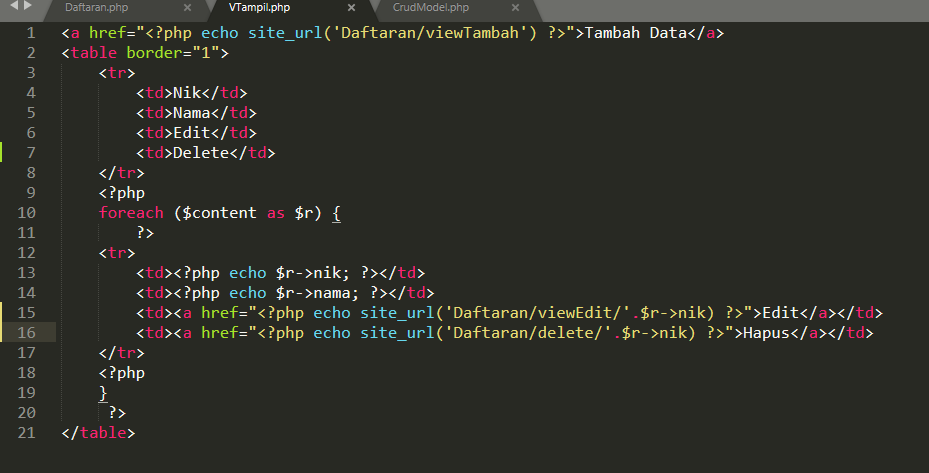 Daftaran.php × VTampil.php × CrudModel.php ×
1 <a href="<?php echo site_url('Daftaran/viewTambah') ?>">Tambah Data</a>
2 <table border="1">
3 <tr>
4 <td>Nik</td>
5 <td>Nama</td>
6 <td>Edit</td>
7 <td>Delete</td>
8 </tr>
9 <?php
10 foreach ($content as $r) {
11 ?>
12 <tr>
13 <td><?php echo $r->nik; ?></td>
14 <td><?php echo $r->nama; ?></td>
15 <td><a href="<?php echo site_url('Daftaran/viewEdit/'.$r->nik) ?>">Edit</a></td>
16 <td><a href="<?php echo site_url('Daftaran/delete/'.$r->nik) ?>">Hapus</a></td>
17 </tr>
18 <?php
19 }
20 ?>
21 </table>